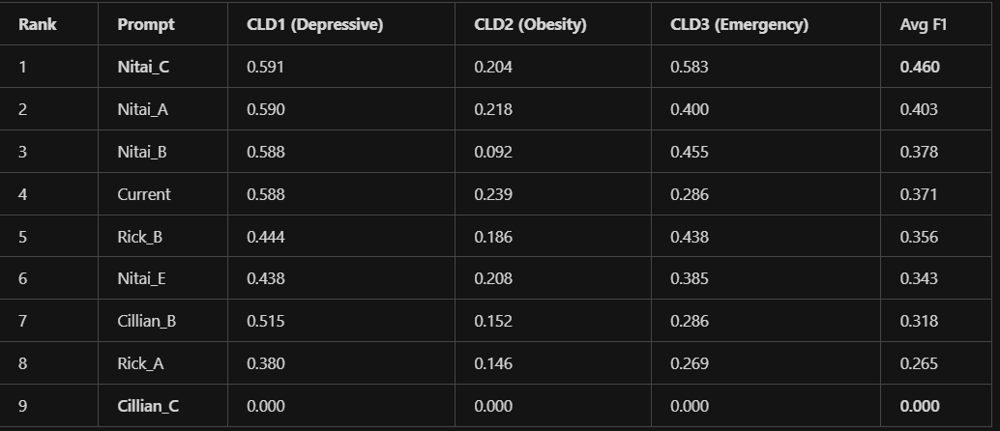 Rank Prompt CLD1 (Depressive) CLD2 (Obesity) CLD3 (Emergency) Avg F1
1 Nitai_C 0.591 0.204 0.583 0.460
2 Nitai_A 0.590 0.218 0.400 0.403
3 Nitai_B 0.588 0.092 0.455 0.378
4 Current 0.588 0.239 0.286 0.371
5 Rick_B 0.444 0.186 0.438 0.356
6 Nitai_E 0.438 0.208 0.385 0.343
7 Cillian_B 0.515 0.152 0.286 0.318
8 Rick_A 0.380 0.146 0.269 0.265
9 Cillian_C 0.000 0.000 0.000 0.000